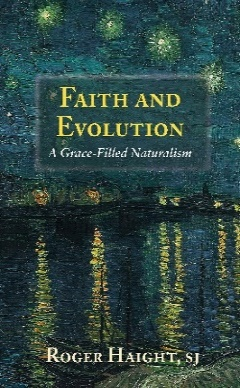 FAITH AND
EVOLUTION
A Grace-Filled Naturalism
ROGER HAIGHT, SJ